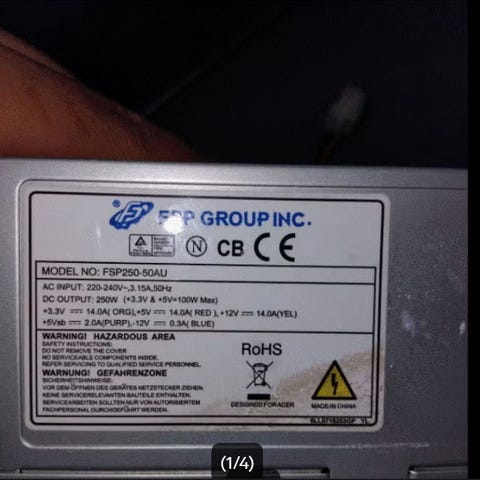 FSP GROUP INC.
N CB CE
MODEL NO: FSP250-50AU
AC INPUT: 220-240V~,3.15A,50Hz
DC OUTPUT: 250W (+3.3V & +5V=100W Max)
+3.3V ⎓ 14.0A( ORG),+5V ⎓ 14.0A( RED ),+12V ⎓ 14.0A(YEL)
+5Vsb ⎓ 2.0A(PURP),-12V ⎓ 0.3A( BLUE)
WARNING! HAZARDOUS AREA
SAFETY INSTRUCTIONS:
DO NOT REMOVE THE COVER
NO SERVICEABLE COMPONENTS INSIDE.
REFER SERVICING TO QUALIFIED SERVICE PERSONNEL.
WARNUNG! GEFAHRENZONE
SICHERHEITSHINWEIS:
VOR DEM ÖFFNEN DES GERÄTES NETZSTECKER ZIEHEN.
KEINE SERVICERELEVANTEN BAUTEILE ENTHALTEN.
SERVICEARBEITEN SOLLTEN NUR VON AUTORISIERTEM
FACHPERSONAL DURCHGEFÜHRT WERDEN.
RoHS
DESIGNED FOR ACER
MADE IN CHINA
(1/4)